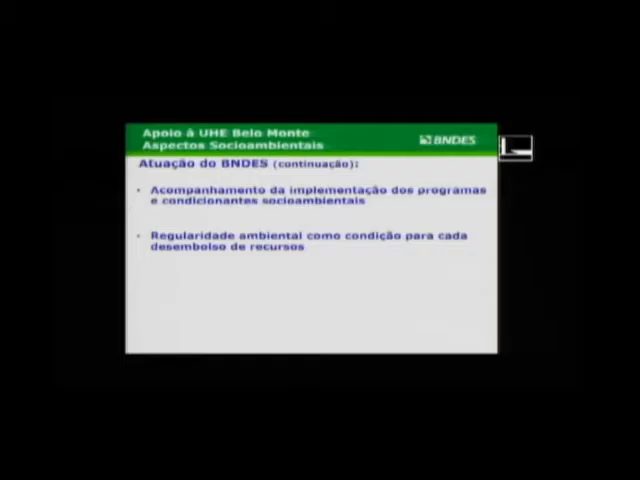 Apoio à UHE Belo Monte
Aspectos Socioambientais
BNDES
Atuação do BNDES (continuação):
• Acompanhamento da implementação dos programas
e condicionantes socioambientais
• Regularidade ambiental como condição para cada
desembolso de recursos